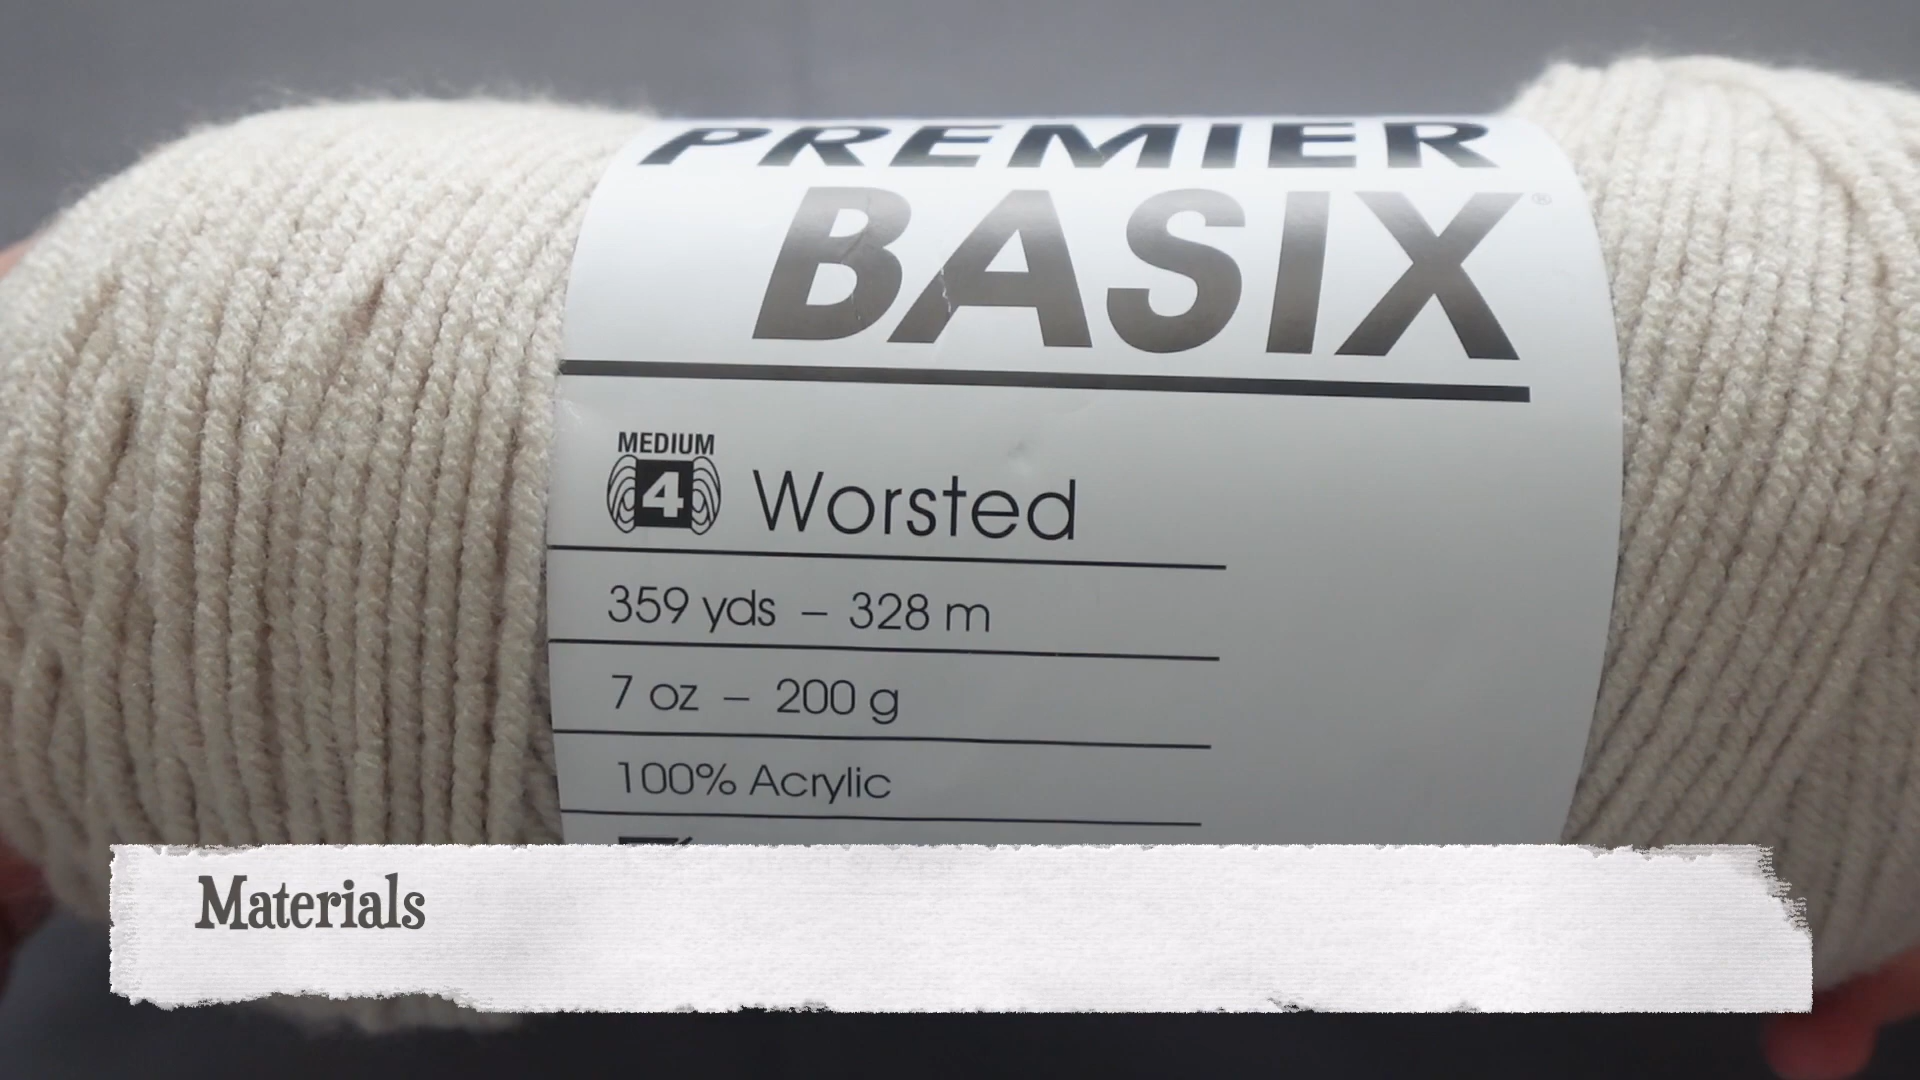 PREMIER
BASIX®
MEDIUM
4 Worsted
359 yds – 328 m
7 oz – 200 g
100% Acrylic
Materials